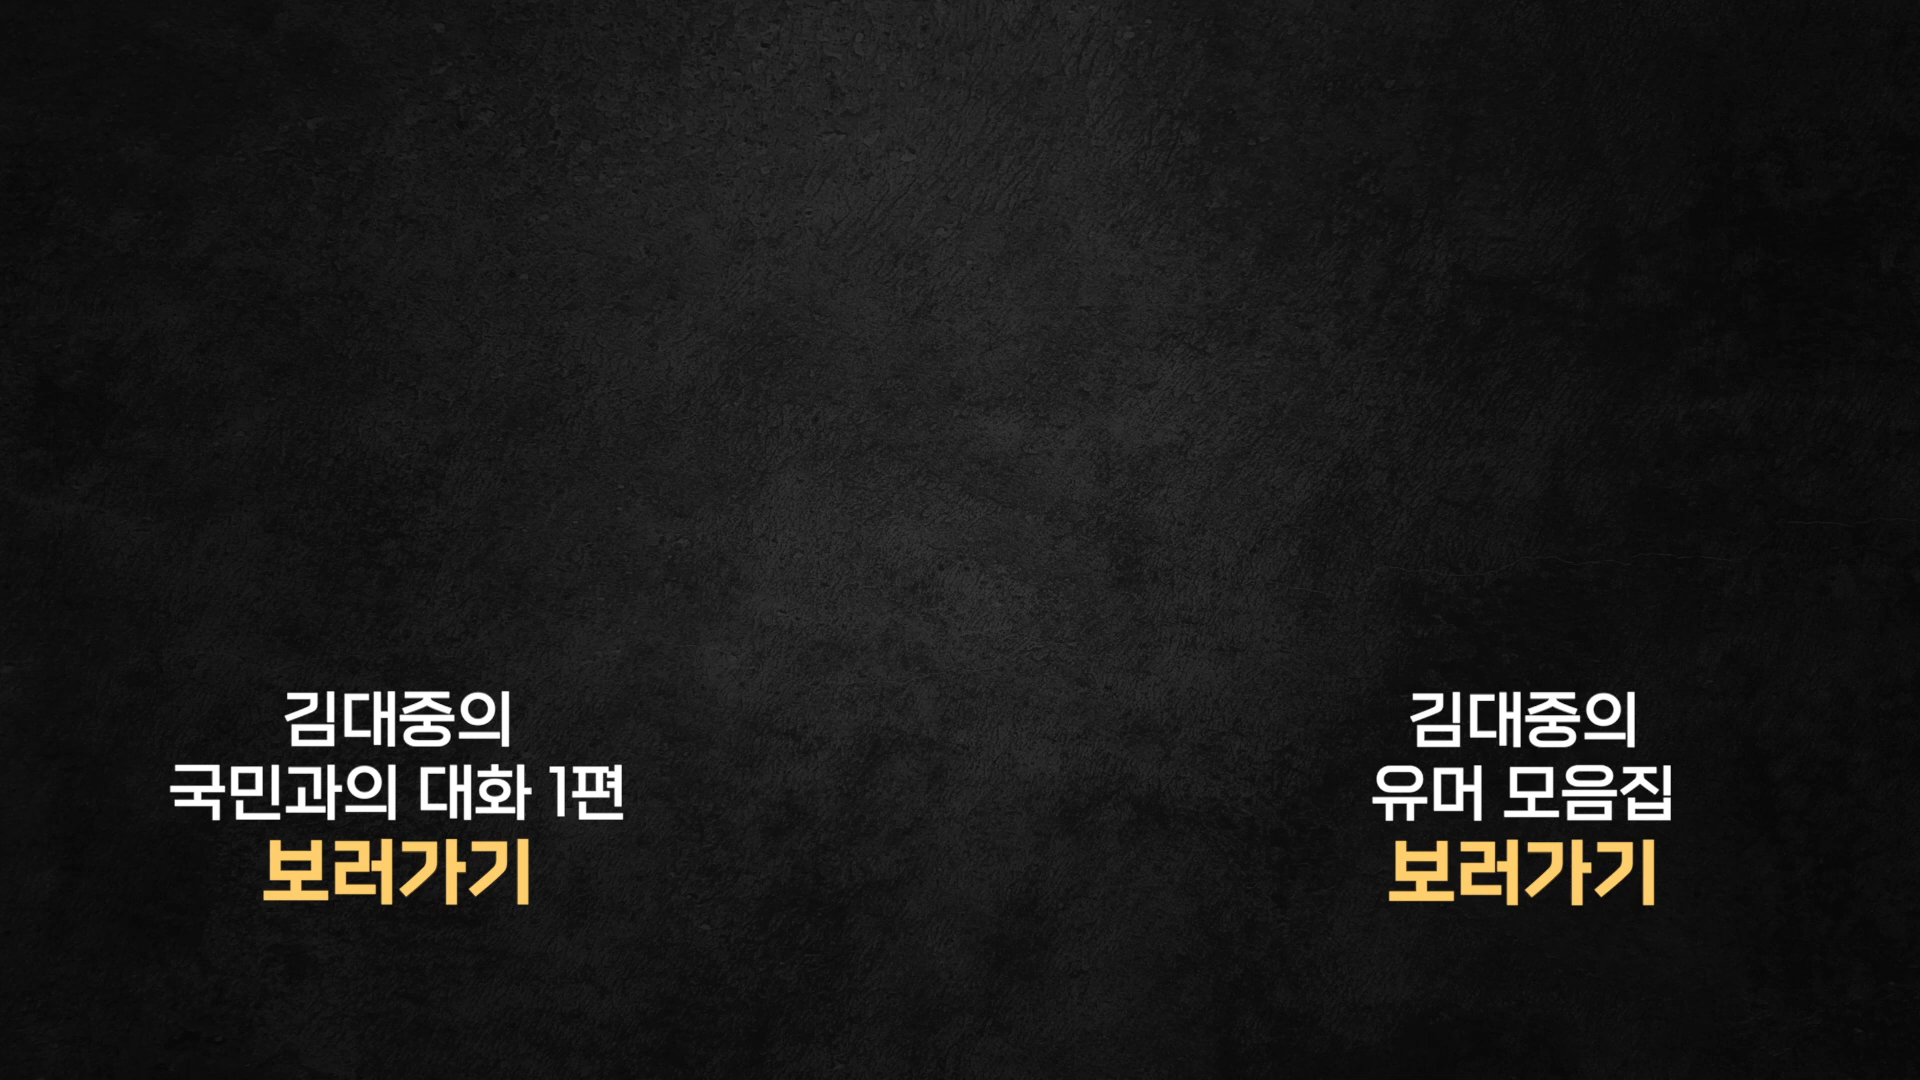 김대중의
국민과의 대화 1편
보러가기
김대중의
유머 모음집
보러가기